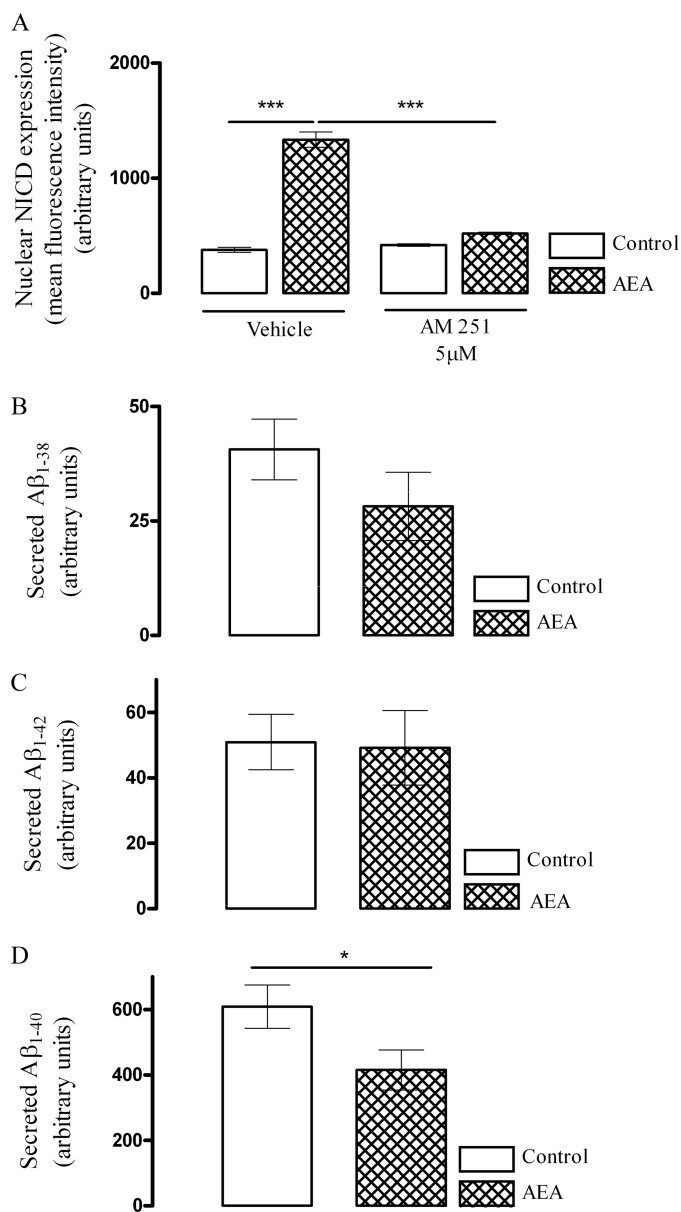 A
Nuclear NICD expression
(mean fluorescence intensity)
(arbitrary units)
2000
1000
0
***
***
Control
AEA
Vehicle
AM 251
5μM
B
Secreted Aβ1-38
(arbitrary units)
50
25
0
Control
AEA
C
Secreted Aβ1-42
(arbitrary units)
60
40
20
0
Control
AEA
D
Secreted Aβ1-40
(arbitrary units)
*
600
400
200
0
Control
AEA